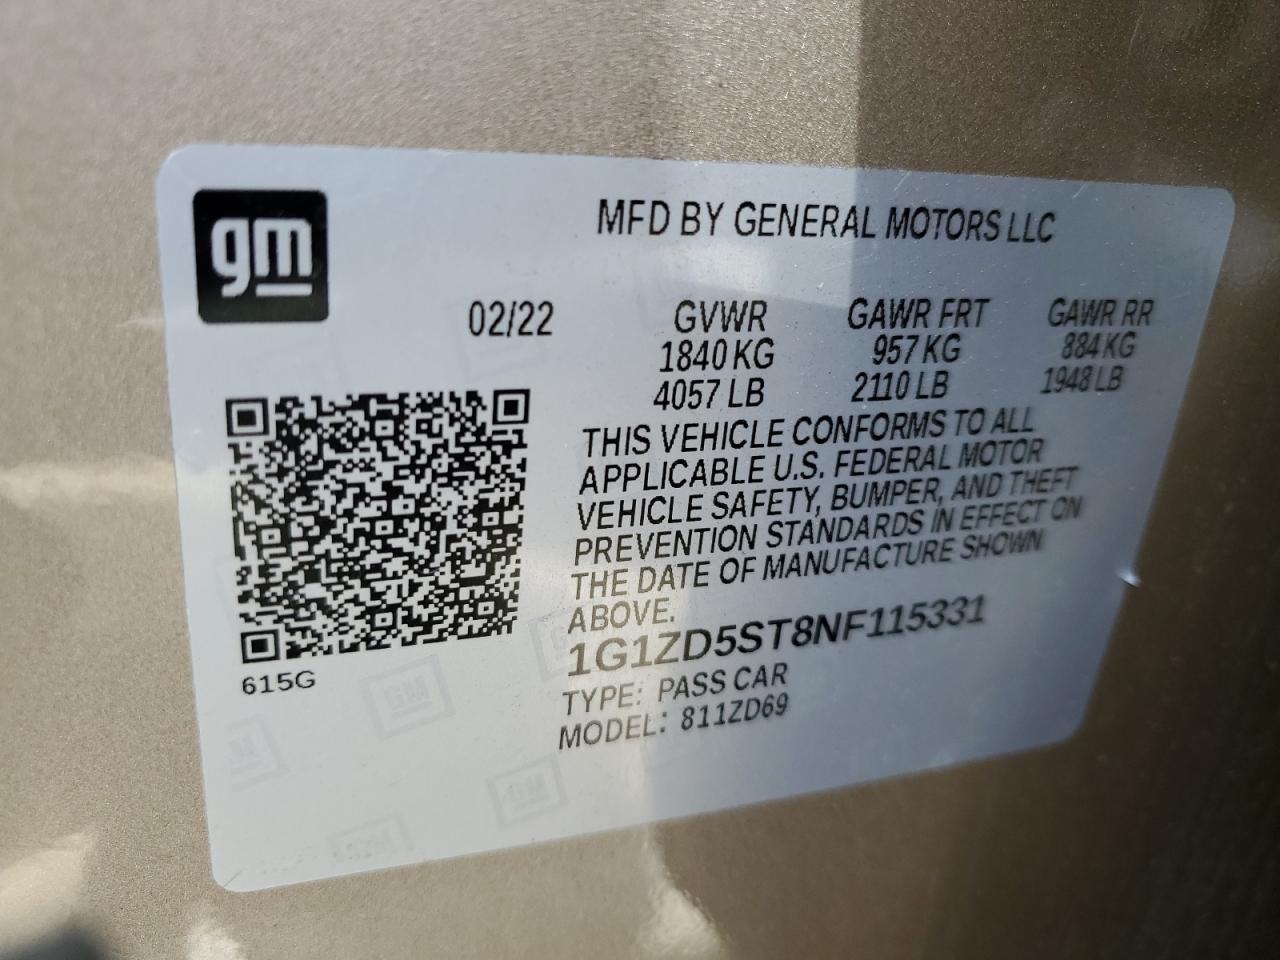 gm
MFD BY GENERAL MOTORS LLC
02/22 GVWR GAWR FRT GAWR RR
1840 KG 957 KG 884 KG
4057 LB 2110 LB 1948 LB
THIS VEHICLE CONFORMS TO ALL
APPLICABLE U.S. FEDERAL MOTOR
VEHICLE SAFETY, BUMPER, AND THEFT
PREVENTION STANDARDS IN EFFECT ON
THE DATE OF MANUFACTURE SHOWN
ABOVE.
1G1ZD5ST8NF115331
TYPE: PASS CAR
MODEL: 811ZD69
615G
GM
GM